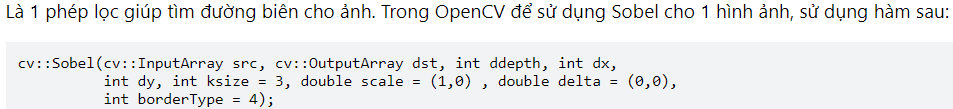 Là 1 phép lọc giúp tìm đường biên cho ảnh. Trong OpenCV để sử dụng Sobel cho 1 hình ảnh, sử dụng hàm sau:
cv::Sobel(cv::InputArray src, cv::OutputArray dst, int ddepth, int dx,
int dy, int ksize = 3, double scale = (1,0) , double delta = (0,0),
int borderType = 4);